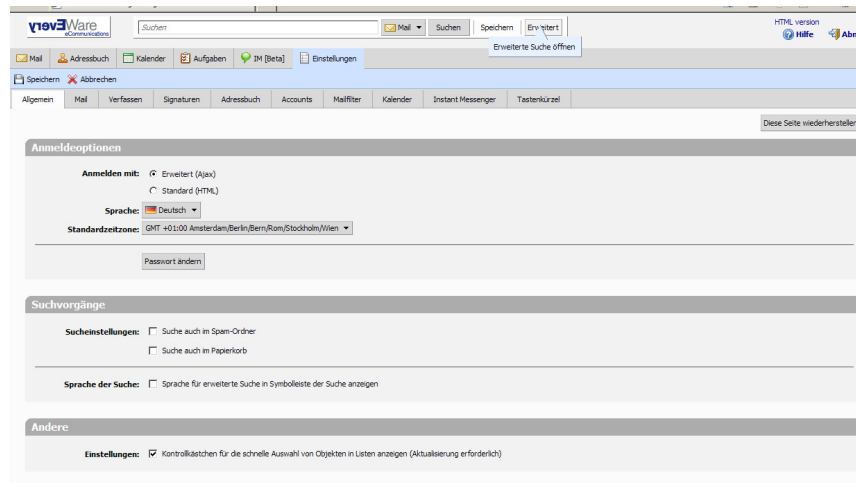 EveryWare
eCommunications
Suchen
Mail
Suchen
Speichern
Erweitert
HTML version
Hilfe
Erweiterte Suche öffnen
Mail
Adressbuch
Kalender
Aufgaben
IM [Beta]
Einstellungen
Speichern
Abbrechen
Allgemein
Mail
Verfassen
Signaturen
Adressbuch
Accounts
Mailfilter
Kalender
Instant Messenger
Tastenkürzel
Diese Seite wiederhersteller
Anmeldeoptionen
Anmelden mit:
Erweitert (Ajax)
Standard (HTML)
Sprache:
Deutsch
Standardzeitzone:
GMT +01:00 Amsterdam/Berlin/Bern/Rom/Stockholm/Wien
Passwort ändern
Suchvorgänge
Sucheinstellungen:
Suche auch im Spam-Ordner
Suche auch im Papierkorb
Sprache der Suche:
Sprache für erweiterte Suche in Symbolleiste der Suche anzeigen
Andere
Einstellungen:
Kontrollkästchen für die schnelle Auswahl von Objekten in Listen anzeigen (Aktualisierung erforderlich)